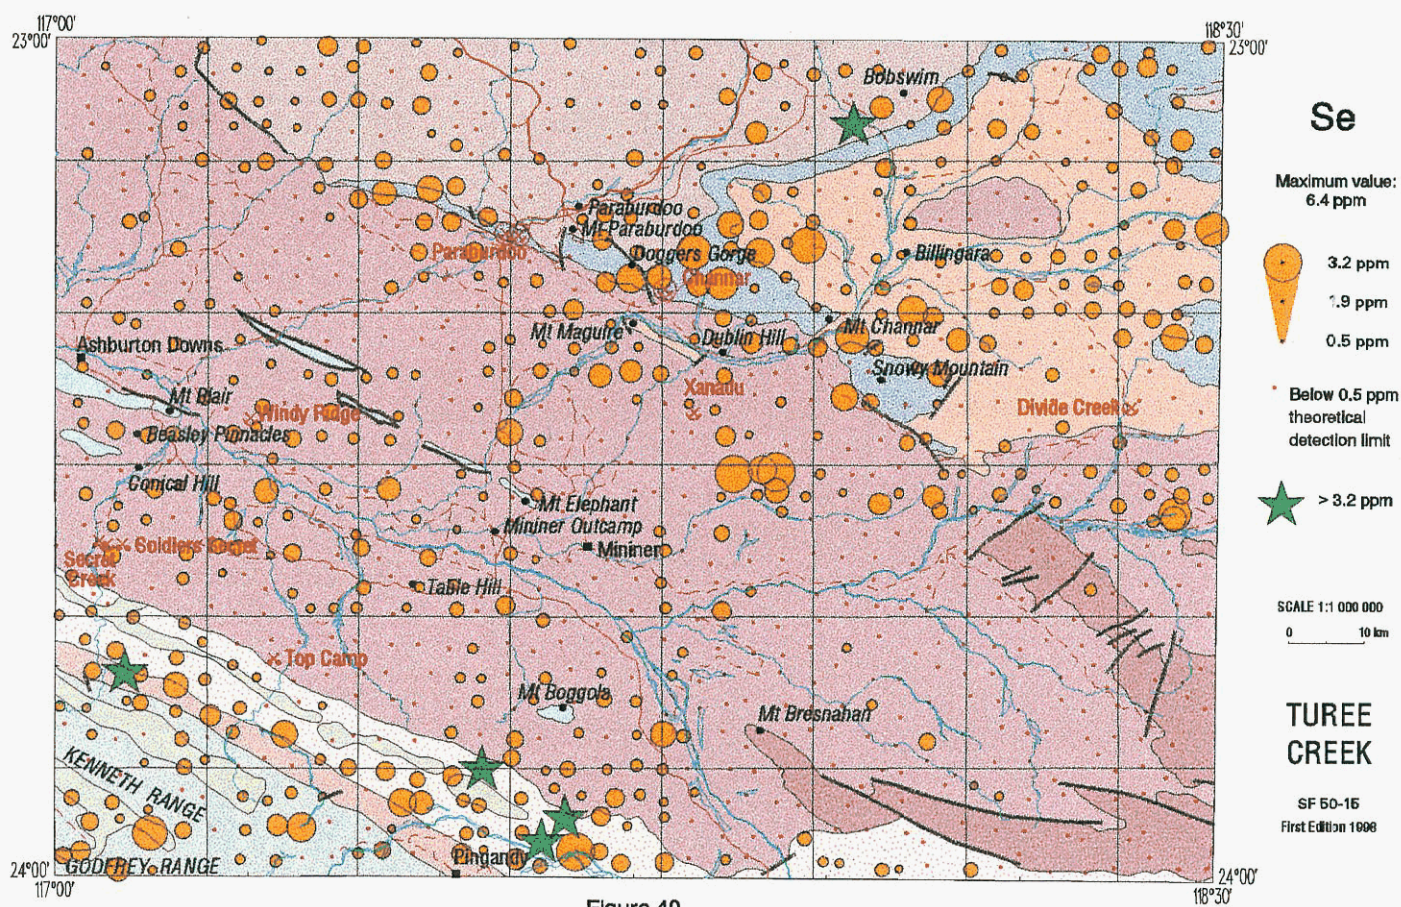 117°00'
118°30'
23°00'
23°00'
Bobswim
Se
Maximum value:
6.4 ppm
Paraburdoo
Mt Paraburdoo
Paraburdoo
Doggers Gorge
Billingara
Channar
3.2 ppm
1.9 ppm
0.5 ppm
Mt Maguire
Dublin Hill
Mt Channar
Ashburton Downs
Snowy Mountain
Mt Blair
Windy Ridge
Xanadu
Divide Creek
Below 0.5 ppm
theoretical
detection limit
Beasley Pinnacles
Conical Hill
Mt Elephant
> 3.2 ppm
Mininer Outcamp
Soldiers Secret
Mininer
Secret
Creek
Table Hill
SCALE 1:1 000 000
0 10 km
Top Camp
Mt Boggola
Mt Bresnahan
TUREE
CREEK
KENNETH RANGE
SF 50-15
First Edition 1996
Pingandy
GODFREY RANGE
24°00'
24°00'
117°00'
118°30'
Figure 40